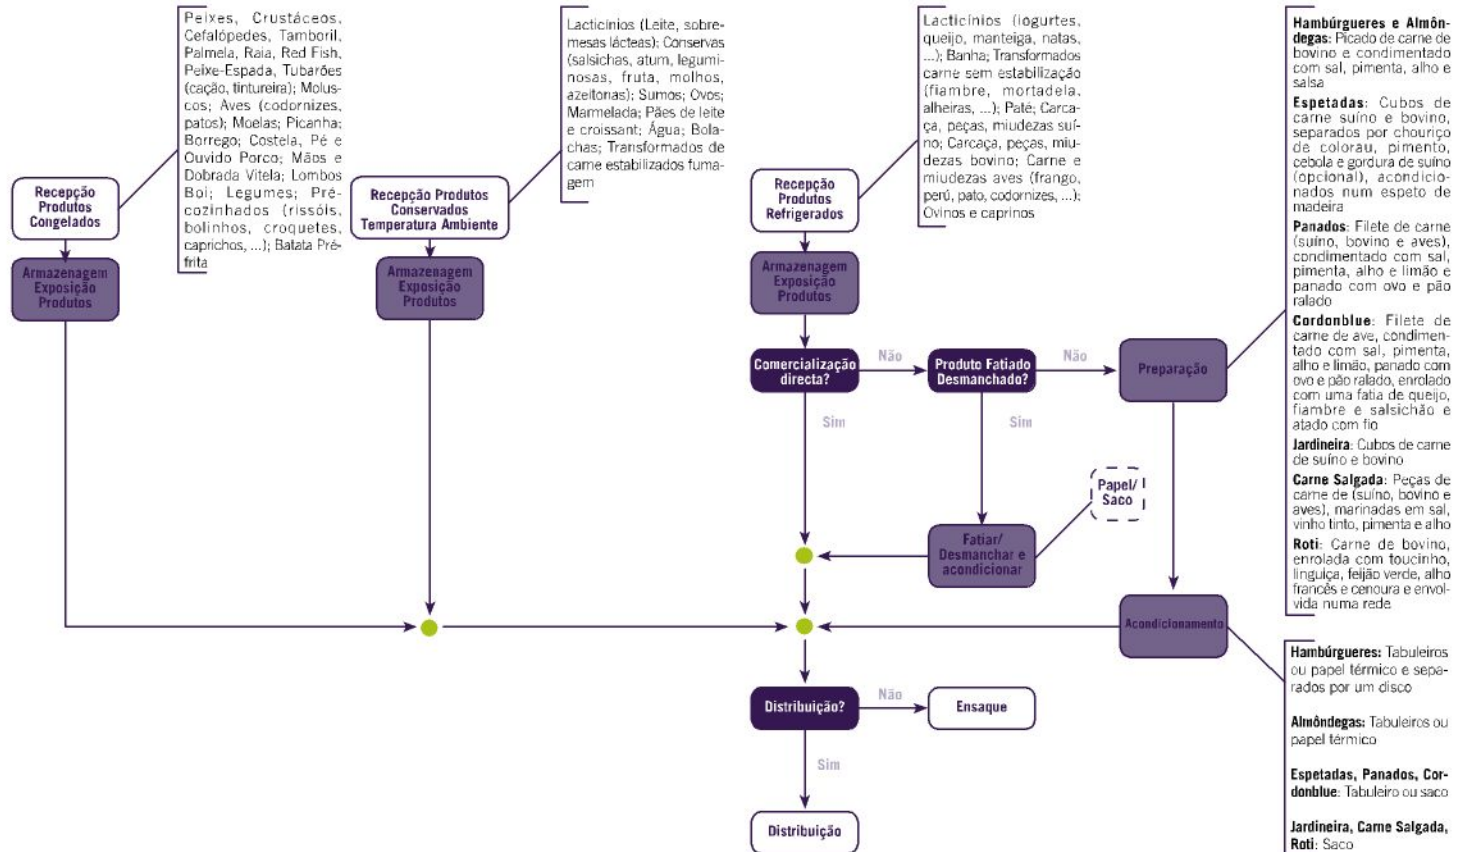 Peixes, Crustáceos,
Cefalópedes, Tamboril,
Palmela, Raia, Red Fish,
Peixe-Espada, Tubarões
(cação, tintureira); Molus-
cos; Aves (codornizes,
patos); Moelas; Picanha;
Borrego; Costela, Pé e
Ouvido Porco; Mãos e
Dobrada Vitela; Lombos
Boi; Legumes; Pré-
cozinhados (rissóis,
bolinhos, croquetes,
caprichos, ...); Batata Pré-
frita
Recepção
Produtos
Congelados
Armazenagem
Exposição
Produtos
Lacticínios (Leite, sobre-
mesas lácteas); Conservas
(salsichas, atum, legumi-
nosas, fruta, molhos,
azeitonas); Sumos; Ovos;
Marmelada; Pães de leite
e croissant; Água; Bola-
chas; Transformados de
carne estabilizados fuma-
gem
Recepção Produtos
Conservados
Temperatura Ambiente
Armazenagem
Exposição
Produtos
Lacticínios (iogurtes,
queijo, manteiga, natas,
...); Banha; Transformados
carne sem estabilização
(fiambre, mortadela,
alheiras, ...); Paté; Carca-
ça, peças, miudezas suí-
no; Carcaça, peças, miu-
dezas bovino; Carne e
miudezas aves (frango,
perú, pato, codornizes, ...);
Ovinos e caprinos
Recepção
Produtos
Refrigerados
Armazenagem
Exposição
Produtos
Comercialização
directa?
Não
Produto Fatiado
Desmanchado?
Não
Preparação
Sim
Sim
Papel/
Saco
Fatiar/
Desmanchar e
acondicionar
Acondicionamento
Distribuição?
Não
Ensaque
Sim
Distribuição
Hambúrgueres e Almôn-
degas: Picado de carne de
bovino e condimentado
com sal, pimenta, alho e
salsa
Espetadas: Cubos de
carne suíno e bovino,
separados por chouriço
de colorau, pimento,
cebola e gordura de suíno
(opcional), acondicio-
nados num espeto de
madeira
Panados: Filete de carne
(suíno, bovino e aves),
condimentado com sal,
pimenta, alho e limão e
panado com ovo e pão
ralado
Cordonblue: Filete de
carne de ave, condimen-
tado com sal, pimenta,
alho e limão, panado com
ovo e pão ralado, enrolado
com uma fatia de queijo,
fiambre e salsichão e
atado com fio
Jardineira: Cubos de carne
de suíno e bovino
Carne Salgada: Peças de
carne de (suíno, bovino e
aves), marinadas em sal,
vinho tinto, pimenta e alho
Roti: Carne de bovino,
enrolada com toucinho,
linguiça, feijão verde, alho
francês e cenoura e envol-
vida numa rede
Hambúrgueres: Tabuleiros
ou papel térmico e sepa-
rados por um disco
Almôndegas: Tabuleiros ou
papel térmico
Espetadas, Panados, Cor-
donblue: Tabuleiro ou saco
Jardineira, Carne Salgada,
Roti: Saco